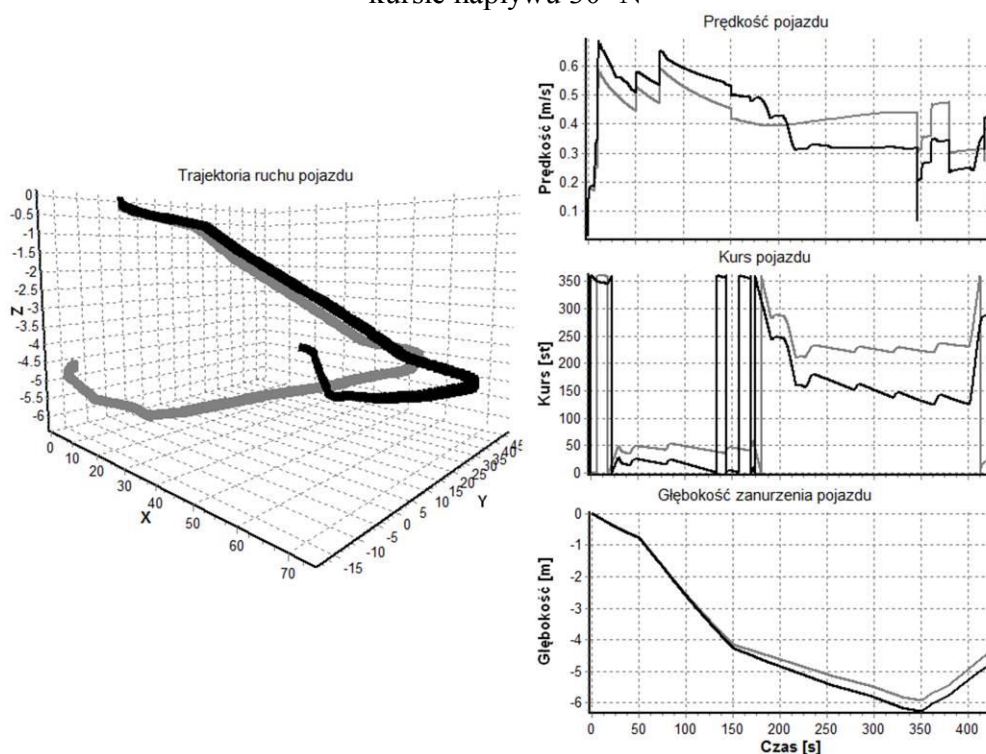 kursie napływu N
Trajektoria ruchu pojazdu
0
-0.5
-1
-1.5
-2
-2.5
-3
-3.5
-4
-4.5
-5
-5.5
-6
Z
0 10 20 30 40 50 60 70
X
-15 -10 -5 0 5 10 15 20 25 30 35 40
Y
Prędkość pojazdu
Prędkość [m/s]
0.6
0.5
0.4
0.3
0.2
0.1
Kurs pojazdu
Kurs [st]
350
300
250
200
150
100
50
0
Głębokość zanurzenia pojazdu
Głębokość [m]
0
-1
-2
-3
-4
-5
-6
0 50 100 150 200 250 300 350 400
Czas [s]